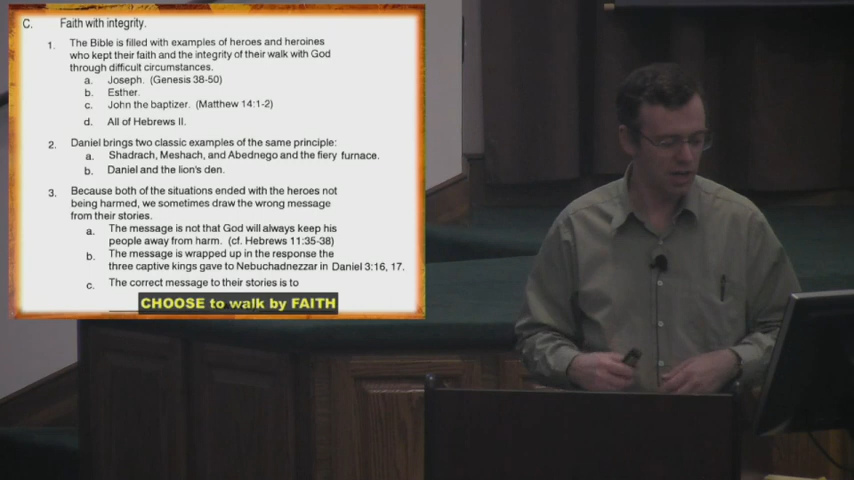 C. Faith with integrity.
1. The Bible is filled with examples of heroes and heroines
who kept their faith and the integrity of their walk with God
through difficult circumstances.
a. Joseph. (Genesis 38-50)
b. Esther.
c. John the baptizer. (Matthew 14:1-2)
d. All of Hebrews II.
2. Daniel brings two classic examples of the same principle:
a. Shadrach, Meshach, and Abednego and the fiery furnace.
b. Daniel and the lion's den.
3. Because both of the situations ended with the heroes not
being harmed, we sometimes draw the wrong message
from their stories.
a. The message is not that God will always keep his
people away from harm. (cf. Hebrews 11:35-38)
b. The message is wrapped up in the response the
three captive kings gave to Nebuchadnezzar in Daniel 3:16, 17.
c. The correct message to their stories is to
CHOOSE to walk by FAITH